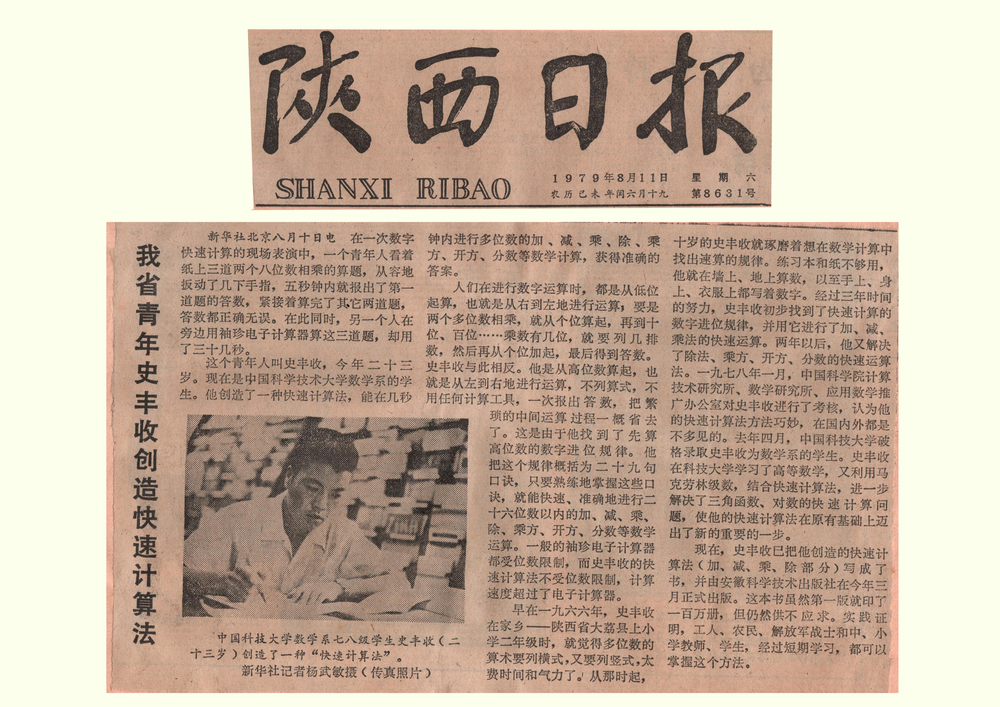 陕西日报
SHANXI RIBAO
1979年8月11日 星期六
农历己未年闰六月十九 第8631号
我省青年史丰收创造快速计算法
新华社北京八月十日电 在一次数字
快速计算的现场表演中，一个青年人看着
纸上三道两个八位数相乘的算题，从容地
扳动了几下手指，五秒钟内就报出了第一
道题的答数，紧接着算完了其它两道题，
答数都正确无误。在此同时，另一个人在
旁边用袖珍电子计算器算这三道题，却用
了三十几秒。
这个青年人叫史丰收，今年二十三
岁。现在是中国科学技术大学数学系的学
生。他创造了一种快速计算法，能在几秒
中国科技大学数学系七八级学生史丰收（二
十三岁）创造了一种“快速计算法”。
新华社记者杨武敏摄（传真照片）
钟内进行多位数的加、减、乘、除、乘
方、开方、分数等数学计算，获得准确的
答案。
人们在进行数字运算时，都是从低位
起算，也就是从右到左地进行运算，要是
两个多位数相乘，就从个位算起，再到十
位、百位……乘数有几位，就要列几排
数，然后再从个位加起，最后得到答数。
史丰收与此相反。他是从高位数算起，也
就是从左到右地进行运算，不列算式，不
用任何计算工具，一次报出答数，把繁
琐的中间运算过程一概省去
了。这是由于他找到了先算
高位数的数字进位规律。他
把这个规律概括为二十九句
口诀，只要熟练地掌握这些口
诀，就能快速、准确地进行二
十六位数以内的加、减、乘、
除、乘方、开方、分数等数学
运算。一般的袖珍电子计算器
都受位数限制，而史丰收的快
速计算法不受位数限制，计算
速度超过了电子计算器。
早在一九六六年，史丰收
在家乡——陕西省大荔县上小
学二年级时，就觉得多位数的
算术要列横式，又要列竖式，太
费时间和气力了。从那时起，
十岁的史丰收就琢磨着想在数学计算中
找出速算的规律。练习本和纸不够用，
他就在墙上、地上算数，以至手上、身
上、衣服上都写着数字。经过三年时间
的努力，史丰收初步找到了快速计算的
数字进位规律，并用它进行了加、减、
乘法的快速运算。两年以后，他又解决
了除法、乘方、开方、分数的快速运算
法。一九七八年一月，中国科学院计算
技术研究所、数学研究所、应用数学推
广办公室对史丰收进行了考核，认为他
的快速计算法方法巧妙，在国内外都是
不多见的。去年四月，中国科技大学破
格录取史丰收为数学系的学生。史丰收
在科技大学学习了高等数学，又利用马
克劳林级数，结合快速计算法，进一步
解决了三角函数、对数的快速计算问
题，使他的快速计算法在原有基础上迈
出了新的重要的一步。
现在，史丰收已把他创造的快速计
算法（加、减、乘、除部分）写成了
书，并由安徽科学技术出版社在今年三
月正式出版。这本书虽然第一版就印了
一百万册，但仍然供不应求。实践证
明，工人、农民、解放军战士和中、小
学教师、学生，经过短期学习，都可以
掌握这个方法。